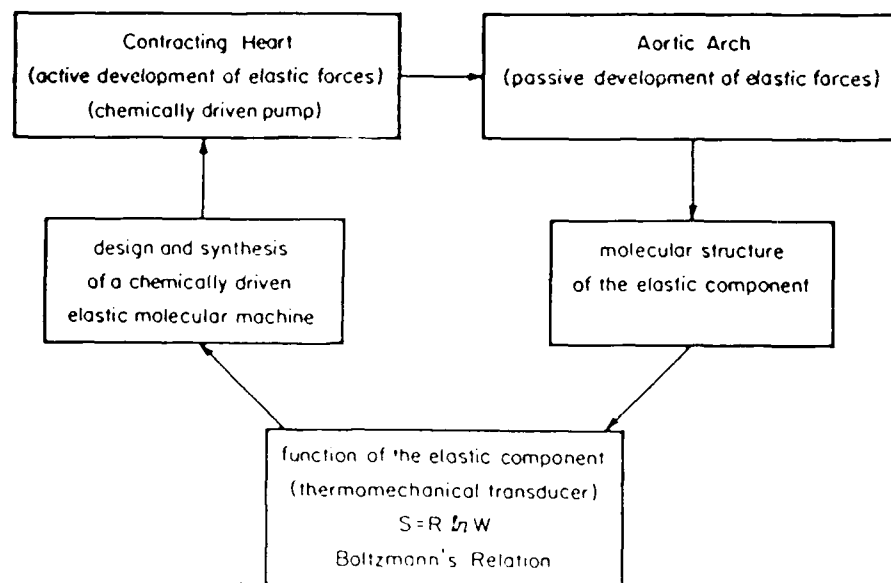 Contracting Heart
(active development of elastic forces)
(chemically driven pump)
Aortic Arch
(passive development of elastic forces)
molecular structure
of the elastic component
function of the elastic component
(thermomechanical transducer)
S = R ln W
Boltzmann's Relation
design and synthesis
of a chemically driven
elastic molecular machine